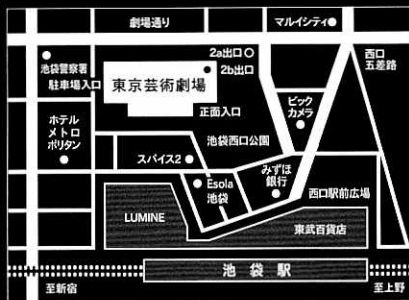 劇場通り
マルイシティ
2a出口
2b出口
西口
五差路
池袋警察署
駐車場入口
東京芸術劇場
正面入口
ビック
カメラ
ホテル
メトロ
ポリタン
池袋西口公園
スパイス2
みずほ
銀行
Esola
池袋
西口駅前広場
LUMINE
東武百貨店
池袋駅
至新宿
至上野